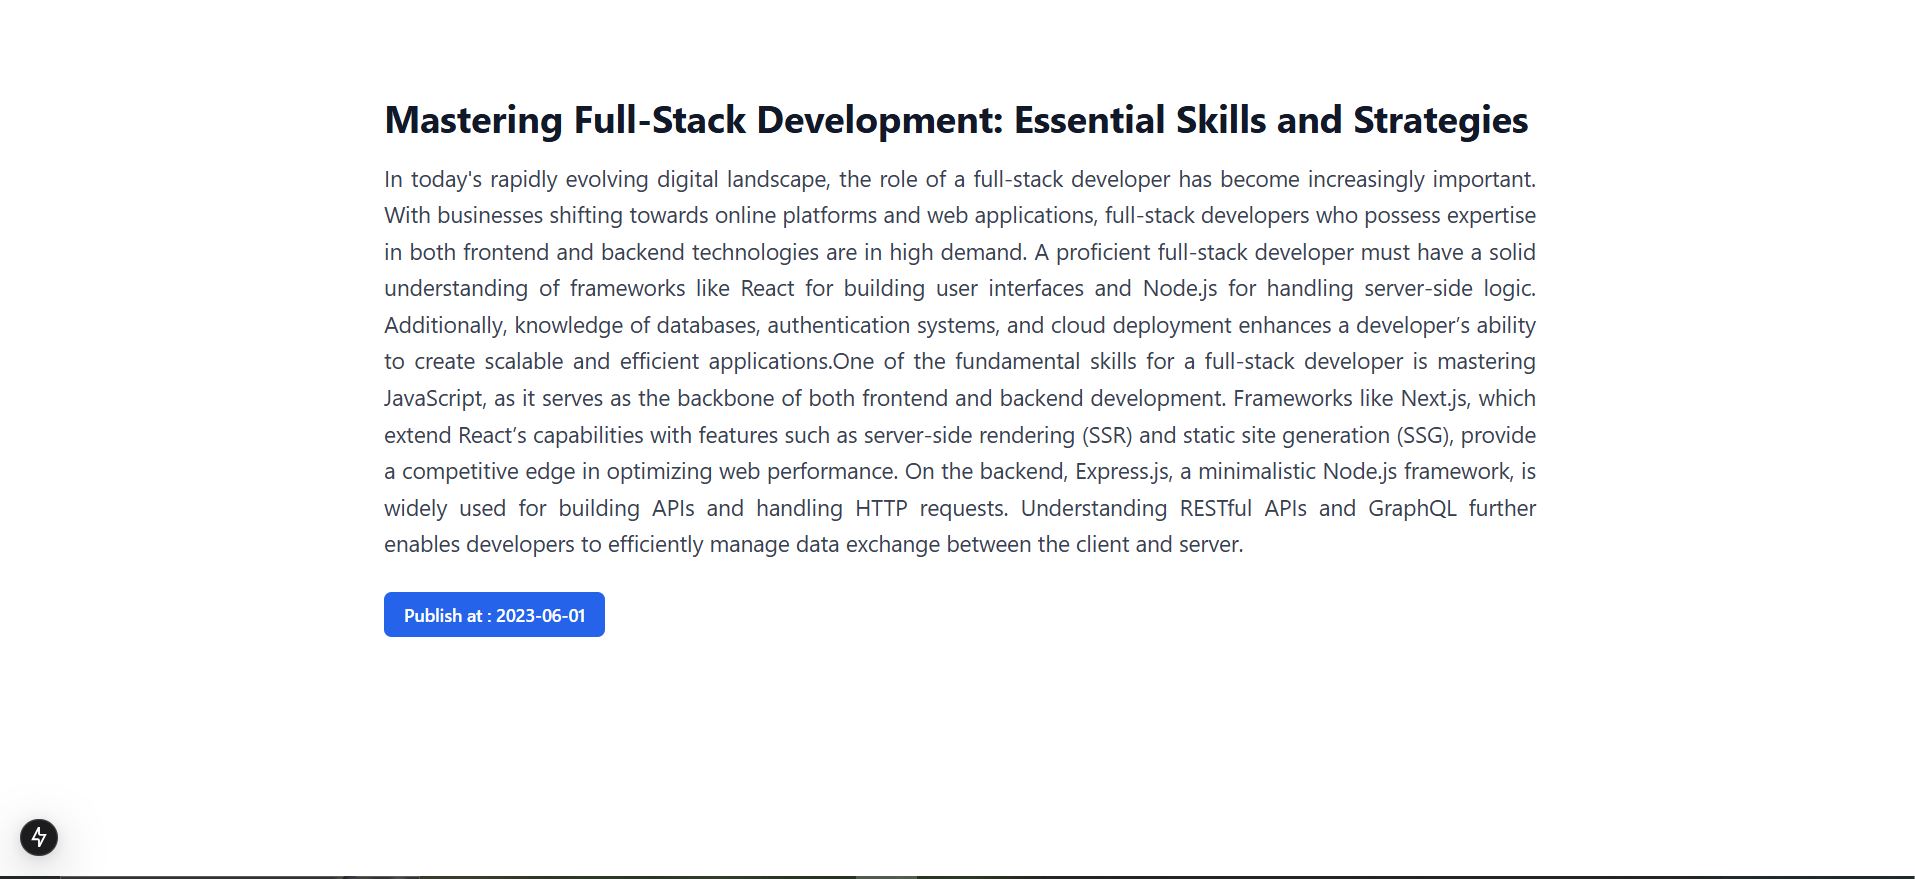 Mastering Full-Stack Development: Essential Skills and Strategies
In today's rapidly evolving digital landscape, the role of a full-stack developer has become increasingly important.
With businesses shifting towards online platforms and web applications, full-stack developers who possess expertise
in both frontend and backend technologies are in high demand. A proficient full-stack developer must have a solid
understanding of frameworks like React for building user interfaces and Node.js for handling server-side logic.
Additionally, knowledge of databases, authentication systems, and cloud deployment enhances a developer’s ability
to create scalable and efficient applications.One of the fundamental skills for a full-stack developer is mastering
JavaScript, as it serves as the backbone of both frontend and backend development. Frameworks like Next.js, which
extend React’s capabilities with features such as server-side rendering (SSR) and static site generation (SSG), provide
a competitive edge in optimizing web performance. On the backend, Express.js, a minimalistic Node.js framework, is
widely used for building APIs and handling HTTP requests. Understanding RESTful APIs and GraphQL further
enables developers to efficiently manage data exchange between the client and server.
Publish at : 2023-06-01